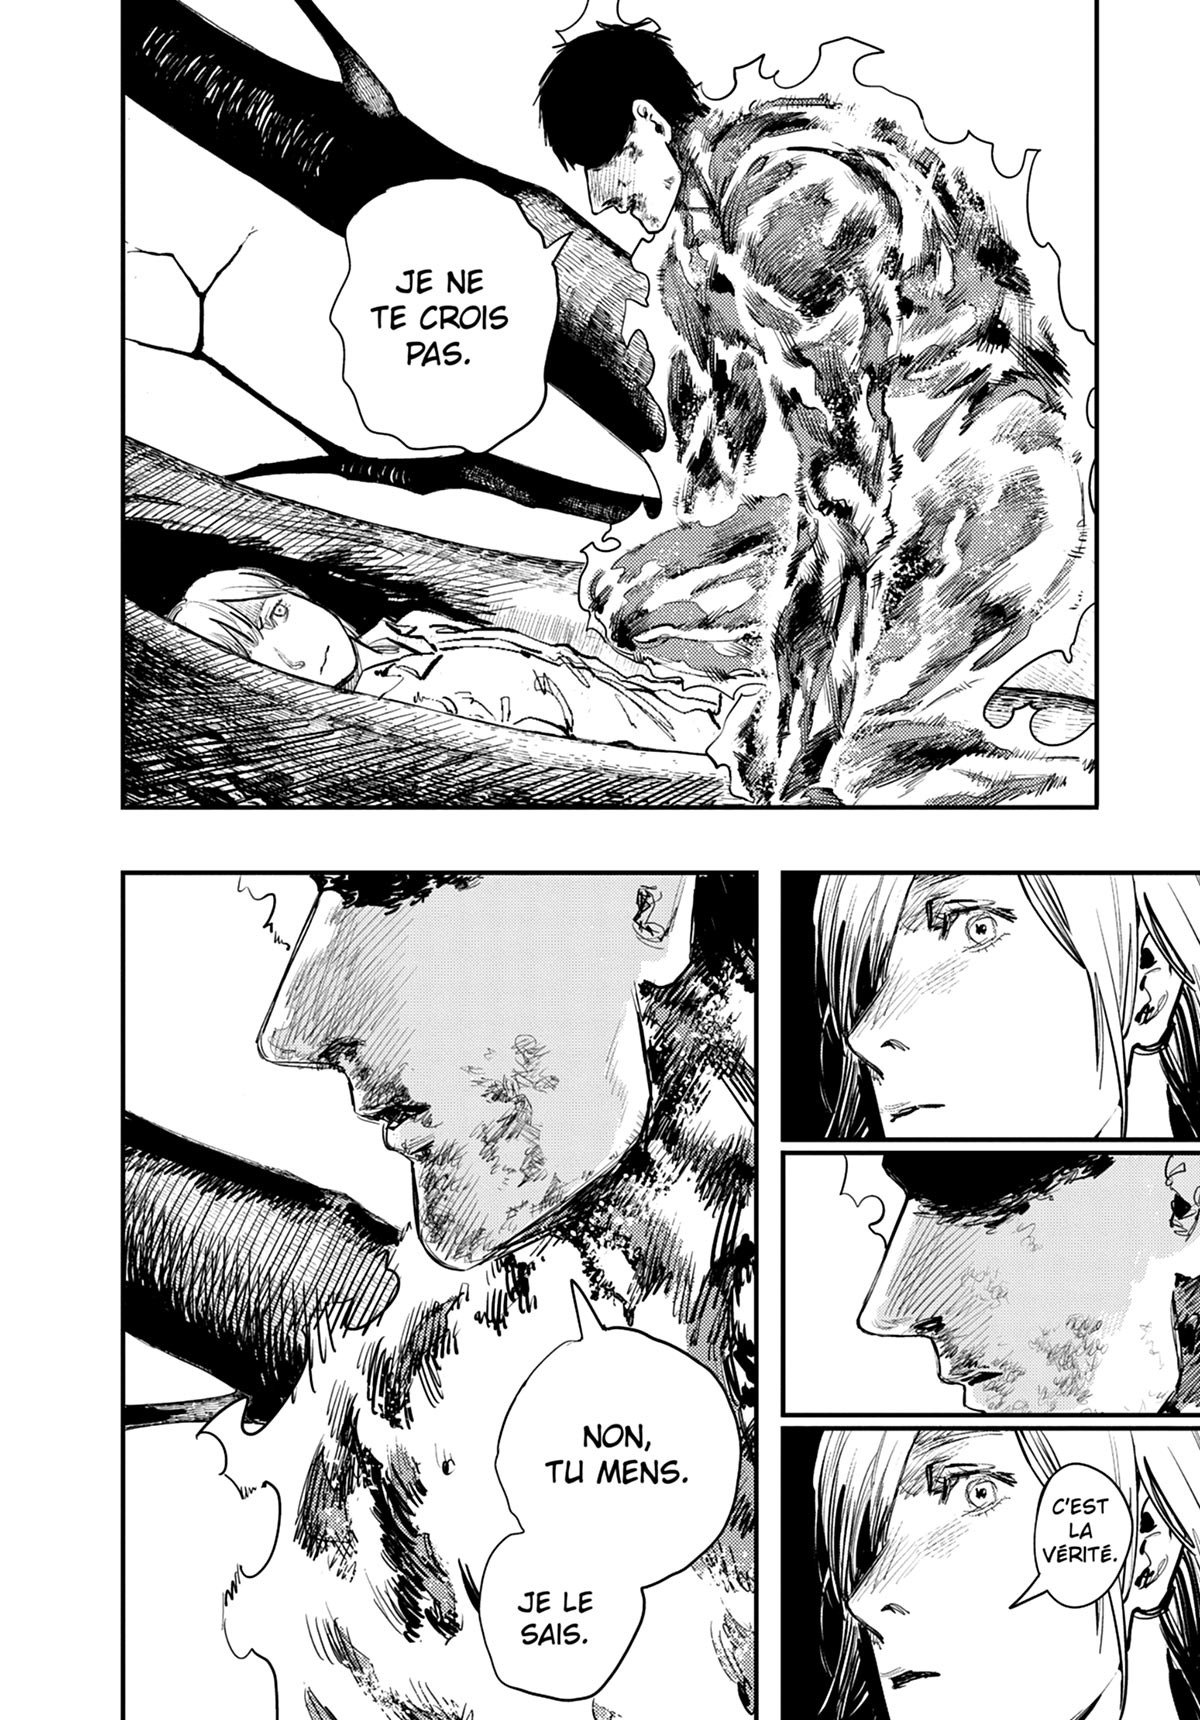 JE NE
TE CROIS
PAS.
C'EST
LA
VÉRITÉ.
NON,
TU MENS.
JE LE
SAIS.